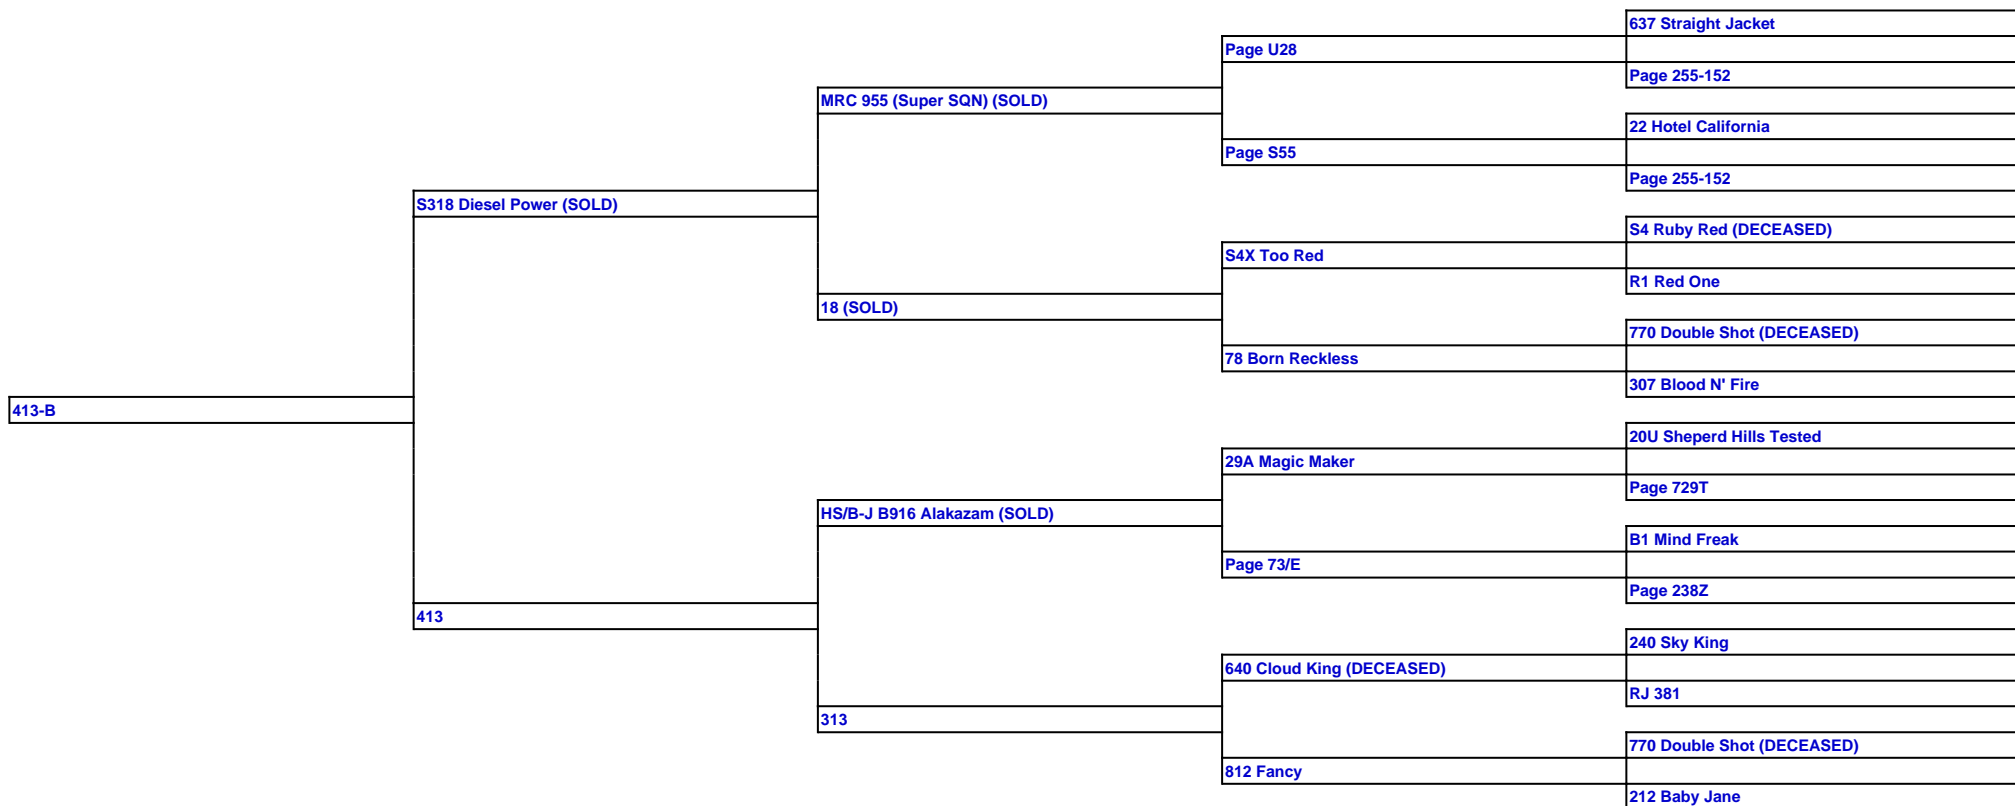 637 Straight Jacket
Page U28
Page 255-152
MRC 955 (Super SQN) (SOLD)
22 Hotel California
Page S55
Page 255-152
S318 Diesel Power (SOLD)
S4 Ruby Red (DECEASED)
S4X Too Red
R1 Red One
18 (SOLD)
770 Double Shot (DECEASED)
78 Born Reckless
307 Blood N' Fire
413-B
20U Sheperd Hills Tested
29A Magic Maker
Page 729T
HS/B-J B916 Alakazam (SOLD)
B1 Mind Freak
Page 73/E
Page 238Z
413
240 Sky King
640 Cloud King (DECEASED)
RJ 381
313
770 Double Shot (DECEASED)
812 Fancy
212 Baby Jane